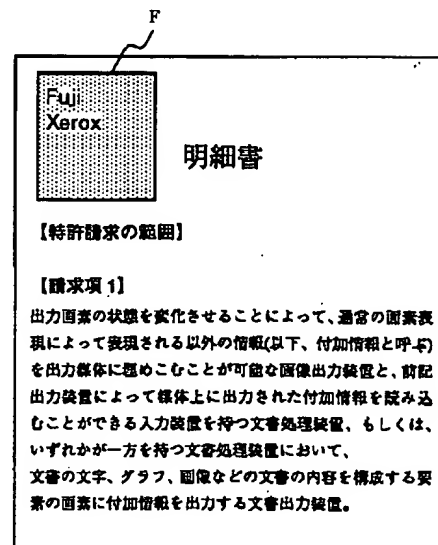 F
Fuji
Xerox
明細書
【特許請求の範囲】
【請求項1】
出力画素の状態を変化させることによって、通常の画素表
現によって表現される以外の情報(以下、付加情報と呼ぶ)
を出力媒体に埋めこむことが可能な画像出力装置と、前記
出力装置によって媒体上に出力された付加情報を読み込
むことができる入力装置を持つ文書処理装置、もしくは、
いずれかが一方を持つ文書処理装置において、
文書の文字、グラフ、画像などの文書の内容を構成する要
素の画素に付加情報を出力する文書出力装置。